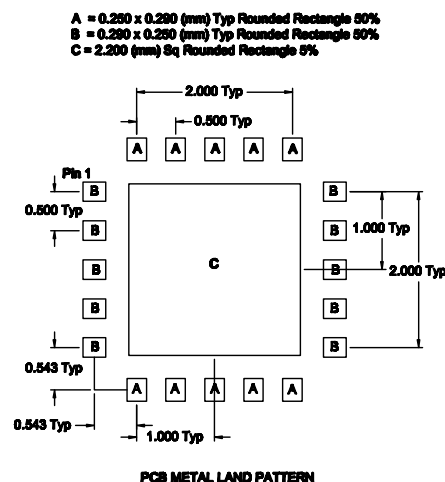 A = 0.250 x 0.290 (mm) Typ Rounded Rectangle 50%
B = 0.290 x 0.250 (mm) Typ Rounded Rectangle 50%
C = 2.200 (mm) Sq Rounded Rectangle 5%
2.000 Typ
0.500 Typ
A A A A A
Pin 1
B B
0.500 Typ
1.000 Typ
B B
C
B B
2.000 Typ
B B
B B
0.543 Typ
A A A A A
0.543 Typ
1.000 Typ
PCB METAL LAND PATTERN